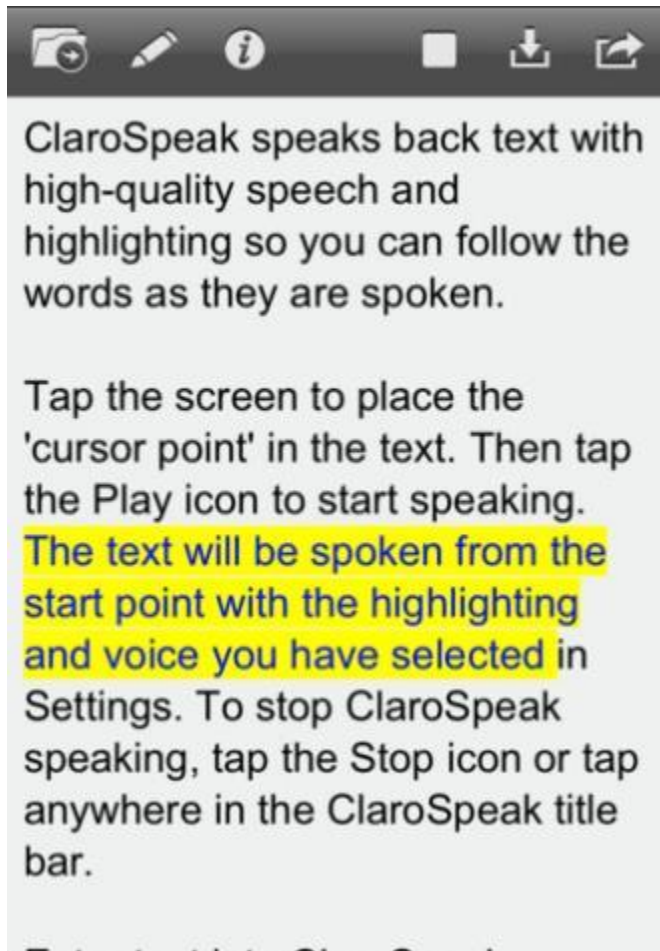 ClaroSpeak speaks back text with
high-quality speech and
highlighting so you can follow the
words as they are spoken.
Tap the screen to place the
'cursor point' in the text. Then tap
the Play icon to start speaking.
The text will be spoken from the
start point with the highlighting
and voice you have selected in
Settings. To stop ClaroSpeak
speaking, tap the Stop icon or tap
anywhere in the ClaroSpeak title
bar.